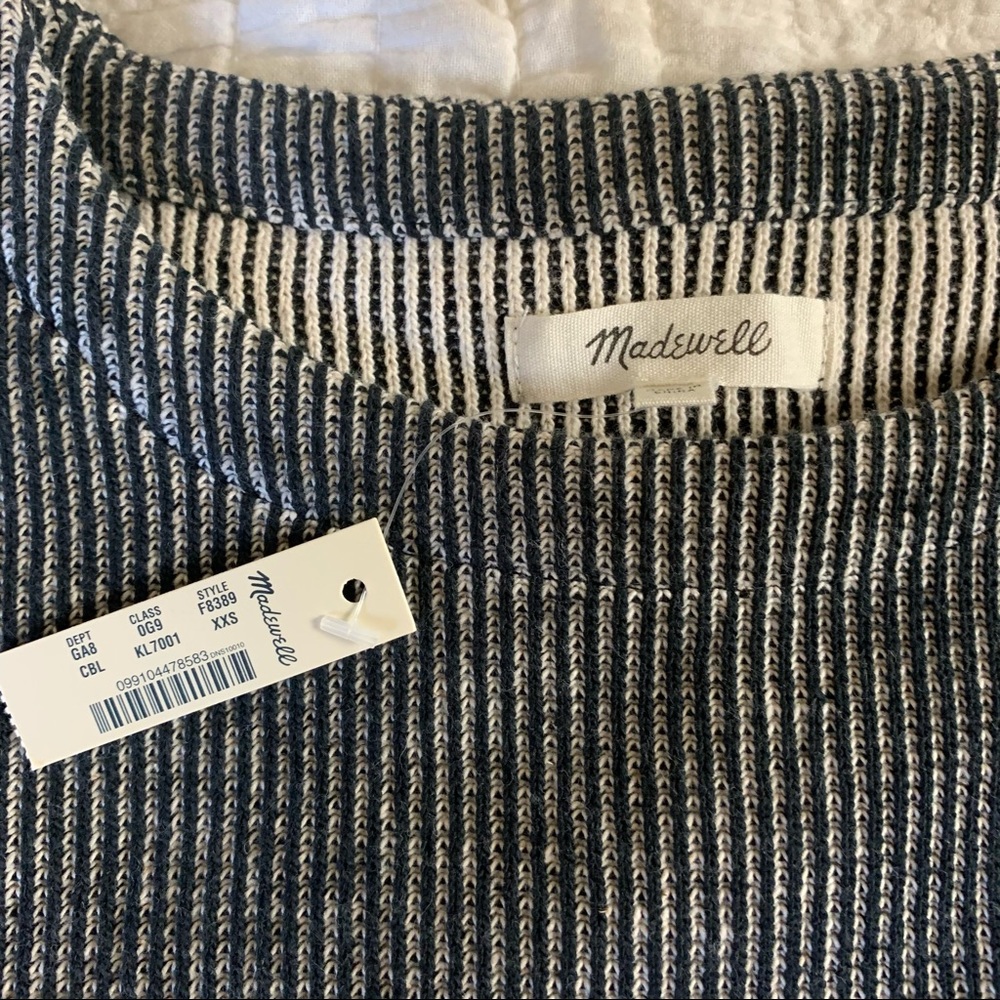 Madewell
Madewell
DEPT CLASS STYLE
GA8 0G9 F8389
CBL KL7001 XXS
099104478583 DNS10010